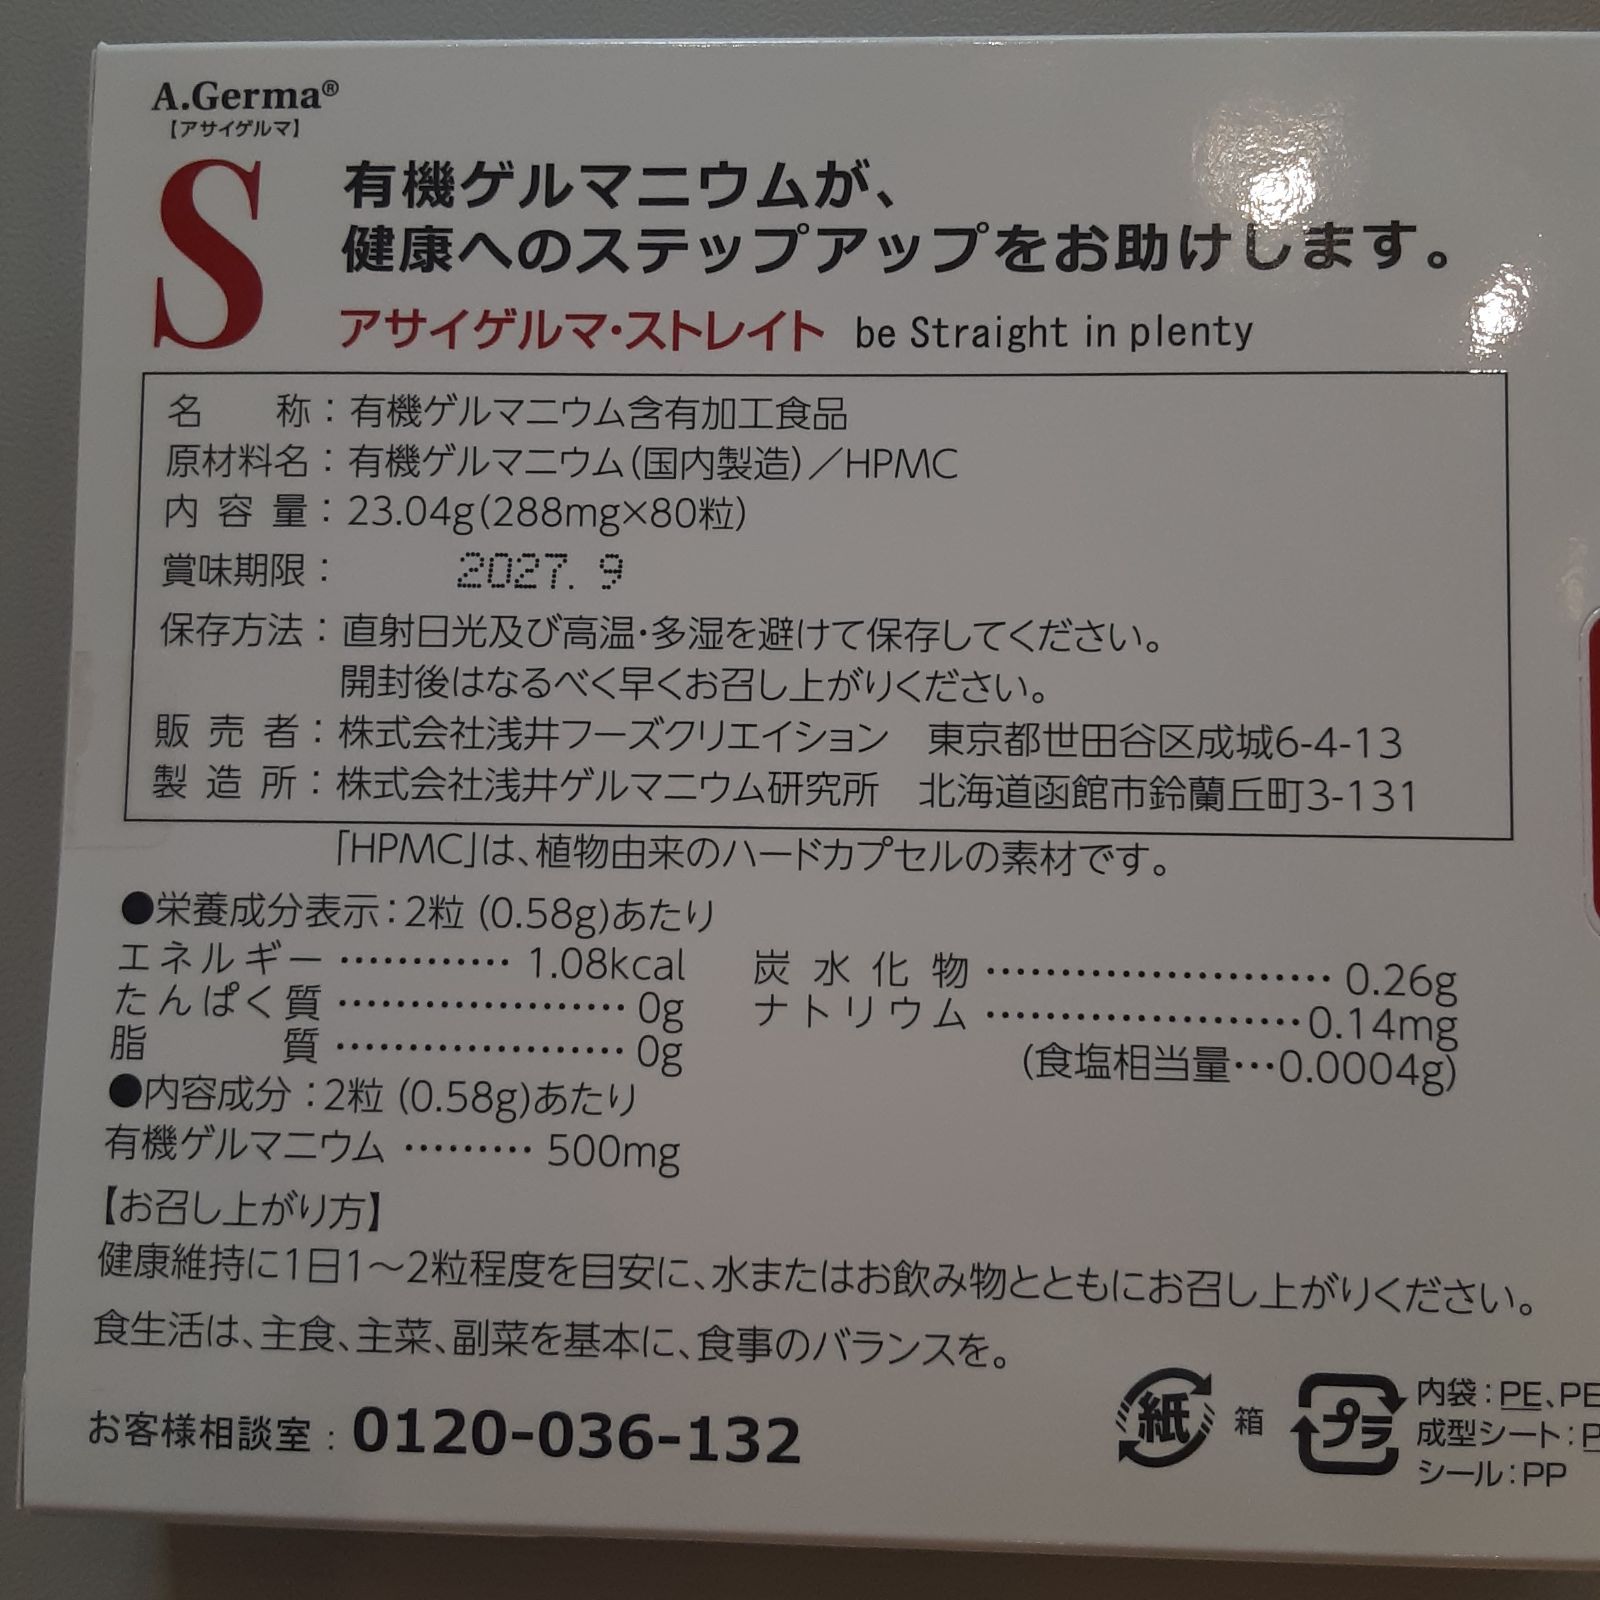 A.Germa®
【アサイゲルマ】
S
有機ゲルマニウムが、
健康へのステップアップをお助けします。
アサイゲルマ・ストレイト be Straight in plenty
名称：有機ゲルマニウム含有加工食品
原材料名：有機ゲルマニウム（国内製造）／HPMC
内容量：23.04g（288mg×80粒）
賞味期限： 2027. 9
保存方法：直射日光及び高温・多湿を避けて保存してください。
開封後はなるべく早くお召し上がりください。
販売者：株式会社浅井フーズクリエイション 東京都世田谷区成城6-4-13
製造所：株式会社浅井ゲルマニウム研究所 北海道函館市鈴蘭丘町3-131
「HPMC」は、植物由来のハードカプセルの素材です。
●栄養成分表示：2粒（0.58g）あたり
エネルギー…………1.08kcal 炭水化物……………………………0.26g
たんぱく質………………………0g ナトリウム…………………………0.14mg
脂質………………………0g (食塩相当量…0.0004g)
●内容成分：2粒（0.58g）あたり
有機ゲルマニウム………500mg
【お召し上がり方】
健康維持に1日1〜2粒程度を目安に、水またはお飲み物とともにお召し上がりください。
食生活は、主食、主菜、副菜を基本に、食事のバランスを。
お客様相談室：0120-036-132
紙 箱
プラ 内袋：PE、PE
成型シート：P
シール：PP